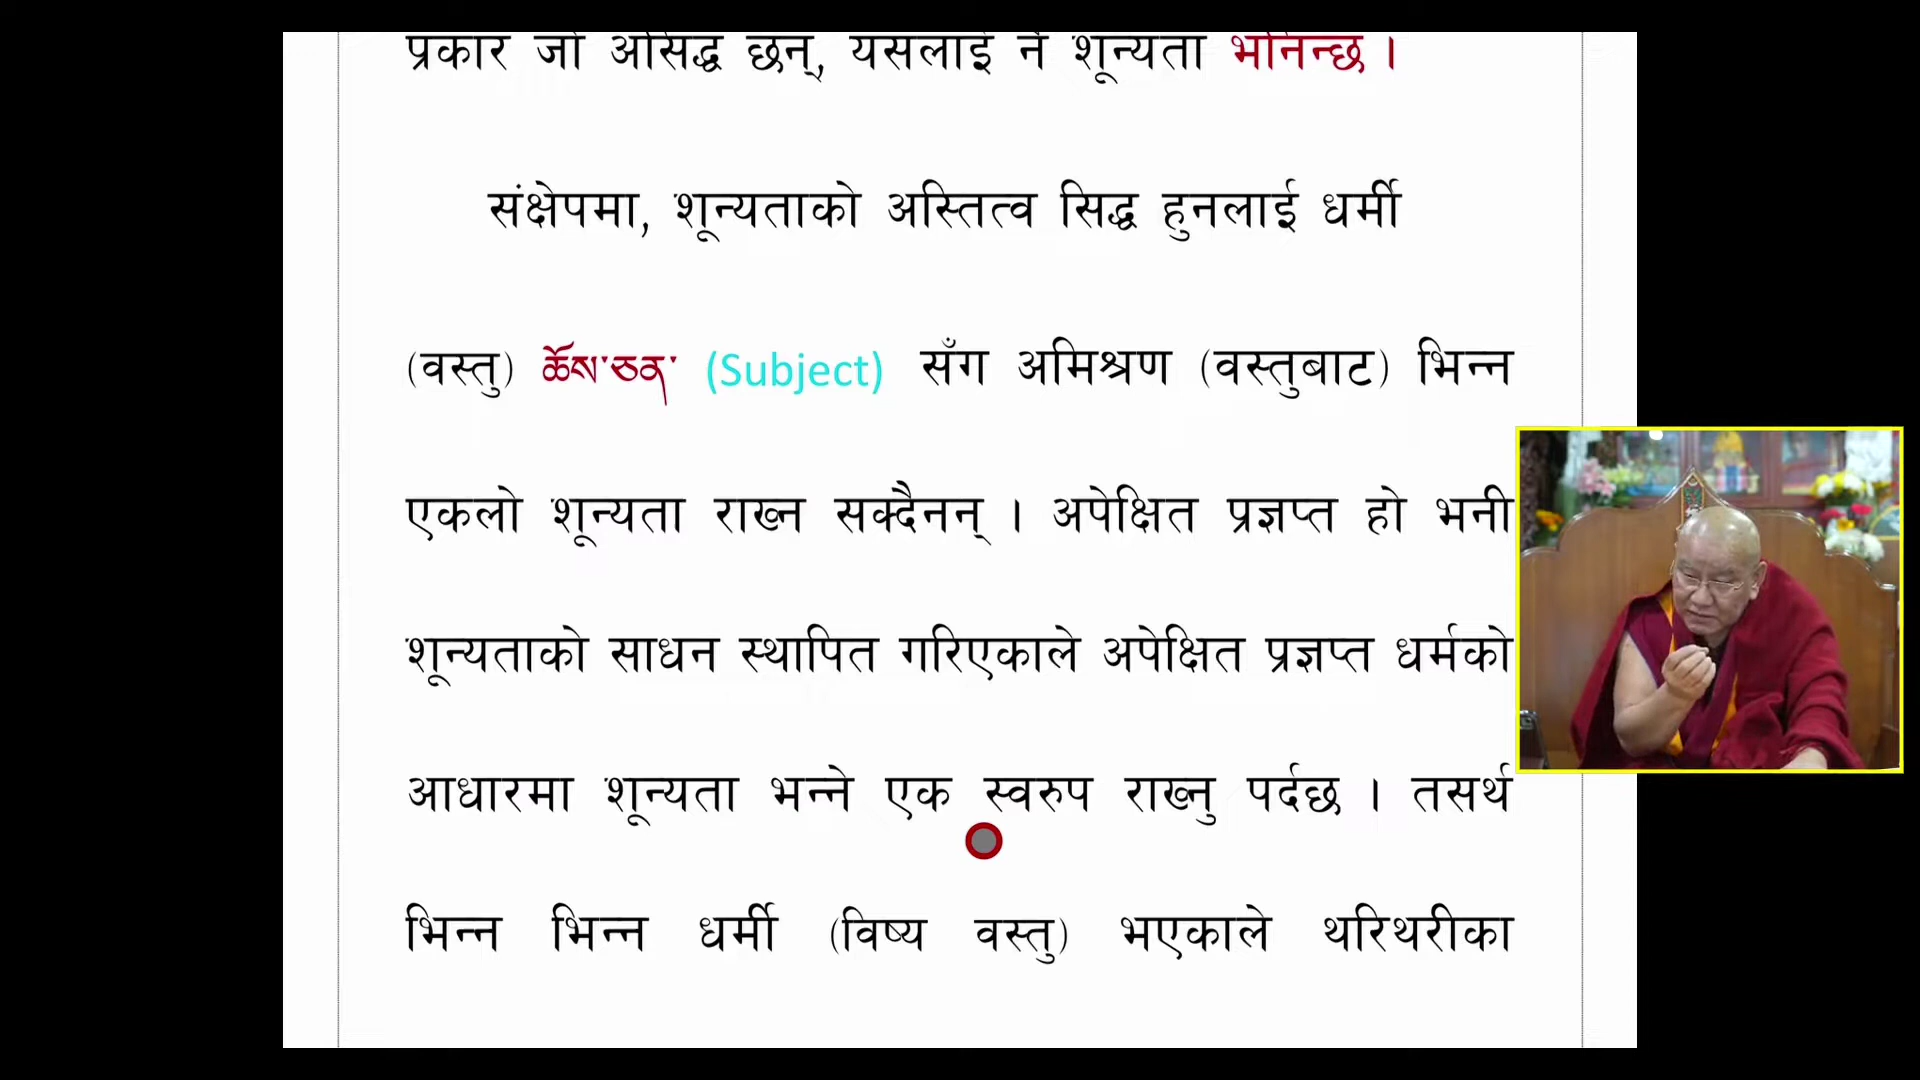 प्रकार जो असिद्ध छन्, यसलाई नै शून्यता भनिन्छ ।
संक्षेपमा, शून्यताको अस्तित्व सिद्ध हुनलाई धर्मी
(वस्तु) ཆོས་ཅན་ (Subject) सँग अमिश्रण (वस्तुबाट) भिन्न
एकलो शून्यता राख्न सक्दैनन् । अपेक्षित प्रज्ञप्त हो भनी
शून्यताको साधन स्थापित गरिएकाले अपेक्षित प्रज्ञप्त धर्मको
आधारमा शून्यता भन्ने एक स्वरुप राख्नु पर्दछ । तसर्थ
भिन्न भिन्न धर्मी (विष्य वस्तु) भएकाले थरिथरीका